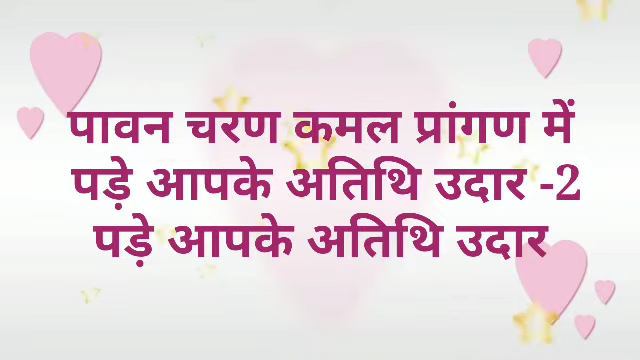 पावन चरण कमल प्रांगण में
पड़े आपके अतिथि उदार -2
पड़े आपके अतिथि उदार